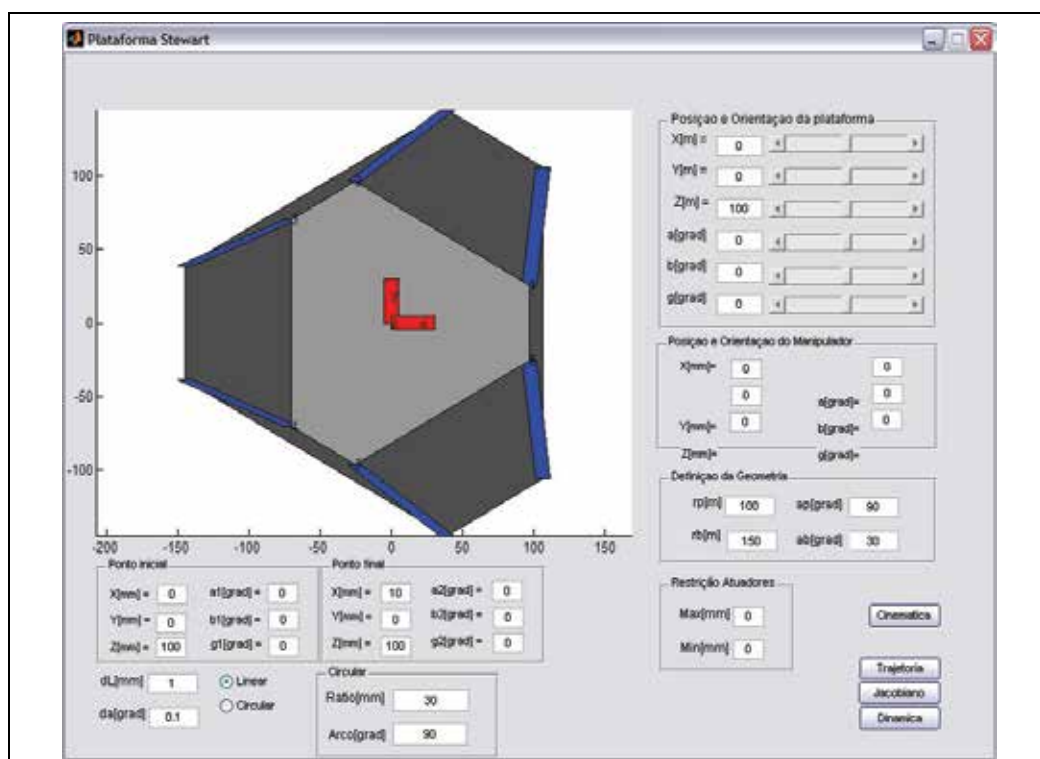 Plataforma Stewart
100
50
0
-50
-100
-200 -150 -100 -50 0 50 100 150
Posiçao e Orientaçao da plataforma
X[m] = 0
Y[m] = 0
Z[m] = 100
a[grad] 0
b[grad] 0
g[grad] 0
Posiçao e Orientaçao do Manipulador
X[mm]= 0 0
0 a[grad]= 0
Y[mm]= 0 b[grad]= 0
Z[mm]= g[grad]=
Definiçao da Geometria
rp[m] 100 ap[grad] 90
rb[m] 150 ab[grad] 30
Ponto inicial
X[mm] = 0 a1[grad] = 0
Y[mm] = 0 b1[grad] = 0
Z[mm] = 100 g1[grad] = 0
Ponto final
X[mm] = 10 a2[grad] = 0
Y[mm] = 0 b2[grad] = 0
Z[mm] = 100 g2[grad] = 0
Restrição Atuadores
Max[mm] 0
Min[mm] 0
Cinematica
Trajetoria
Jacobiano
Dinamica
dL[mm] 1
da[grad] 0.1
Linear
Circular
Circular
Ratio[mm] 30
Arco[grad] 90